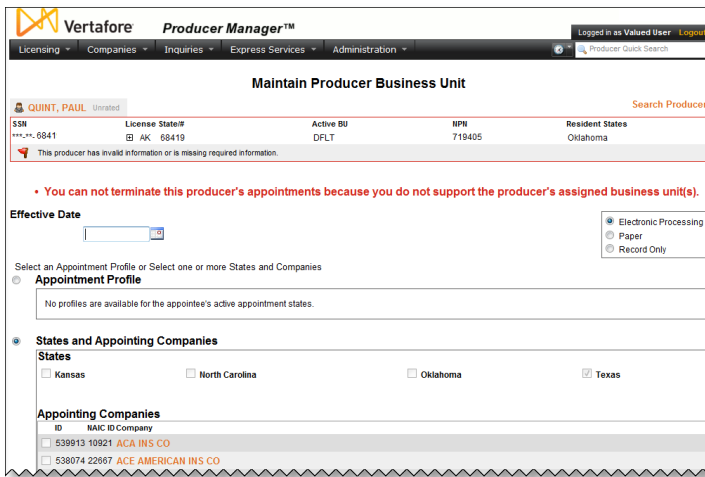 Vertafore Producer Manager™
Logged in as Valued User Logout
Licensing Companies Inquiries Express Services Administration Producer Quick Search
Maintain Producer Business Unit
QUINT, PAUL Unrated Search Producer
SSN License State/# Active BU NPN Resident States
***-**- 6841 AK 68419 DFLT 719405 Oklahoma
This producer has invalid information or is missing required information.
• You can not terminate this producer's appointments because you do not support the producer's assigned business unit(s).
Effective Date
Electronic Processing
Paper
Record Only
Select an Appointment Profile or Select one or more States and Companies
Appointment Profile
No profiles are available for the appointee's active appointment states.
States and Appointing Companies
States
Kansas North Carolina Oklahoma Texas
Appointing Companies
ID NAIC ID Company
539913 10921 ACA INS CO
538074 22667 ACE AMERICAN INS CO